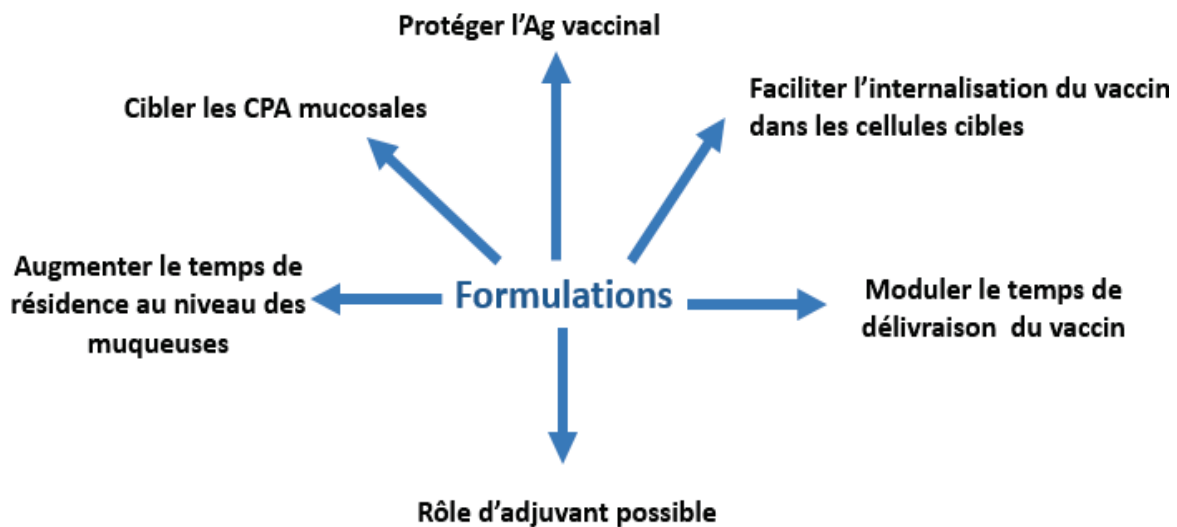 Protéger l'Ag vaccinal
Cibler les CPA mucosales
Faciliter l'internalisation du vaccin
dans les cellules cibles
Augmenter le temps de
résidence au niveau des
muqueuses
Formulations
Moduler le temps de
délivraison du vaccin
Rôle d'adjuvant possible